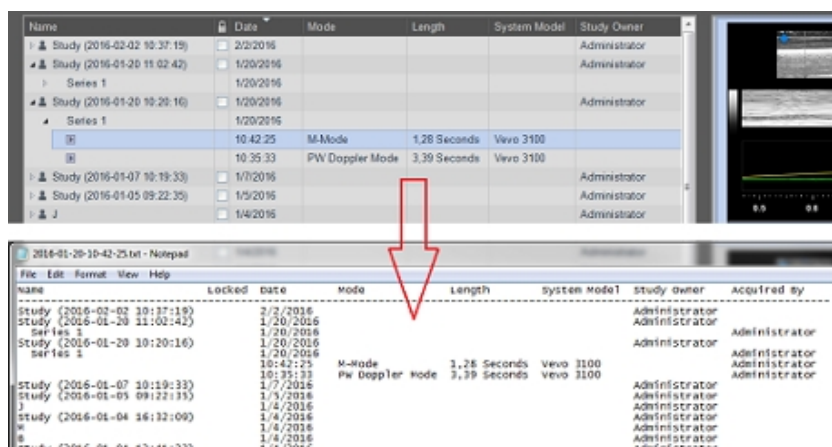 Name Date Mode Length System Model Study Owner
Study (2016-02-02 10:37:19) 2/2/2016 Administrator
Study (2016-01-20 11:02:42) 1/20/2016 Administrator
Series 1 1/20/2016
Study (2016-01-20 10:20:16) 1/20/2016 Administrator
Series 1 1/20/2016
10:42:25 M-Mode 1,28 Seconds Vevo 3100
10:35:33 PW Doppler Mode 3,39 Seconds Vevo 3100
Study (2016-01-07 10:19:33) 1/7/2016 Administrator
Study (2016-01-05 09:22:35) 1/5/2016 Administrator
J 1/4/2016 Administrator
0.5 0.6
2016-01-20-10-42-25.txt - Notepad
File Edit Format View Help
Name Locked Date Mode Length System Model Study Owner Acquired By
Study (2016-02-02 10:37:19) 2/2/2016 Administrator
Study (2016-01-20 11:02:42) 1/20/2016 Administrator
Series 1 1/20/2016 Administrator
Study (2016-01-20 10:20:16) 1/20/2016 Administrator
Series 1 1/20/2016 Administrator
10:42:25 M-Mode 1,28 Seconds Vevo 3100 Administrator
10:35:33 PW Doppler Mode 3,39 Seconds Vevo 3100 Administrator
Study (2016-01-07 10:19:33) 1/7/2016 Administrator
Study (2016-01-05 09:22:35) 1/5/2016 Administrator
J 1/4/2016 Administrator
Study (2016-01-04 16:32:09) 1/4/2016 Administrator
1/4/2016 Administrator
1/4/2016 Administrator